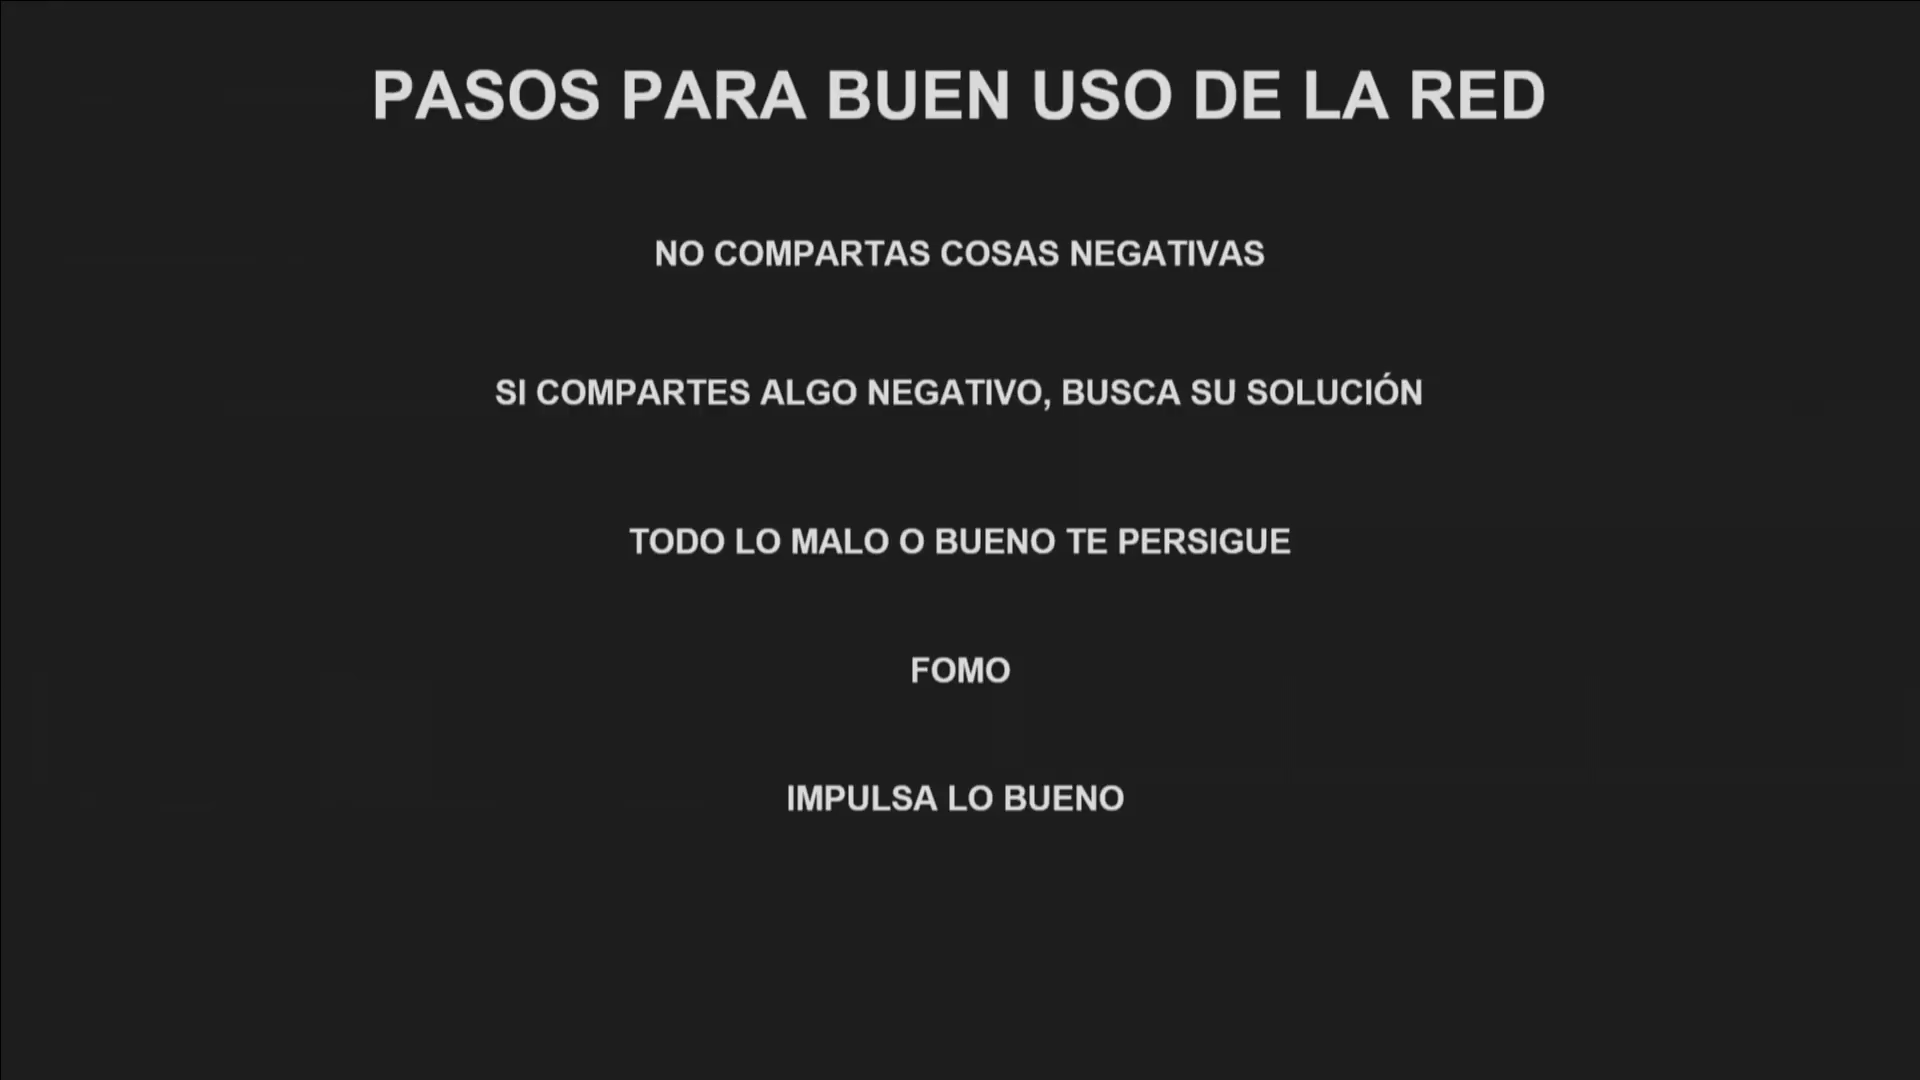 PASOS PARA BUEN USO DE LA RED
NO COMPARTAS COSAS NEGATIVAS
SI COMPARTES ALGO NEGATIVO, BUSCA SU SOLUCIÓN
TODO LO MALO O BUENO TE PERSIGUE
FOMO
IMPULSA LO BUENO